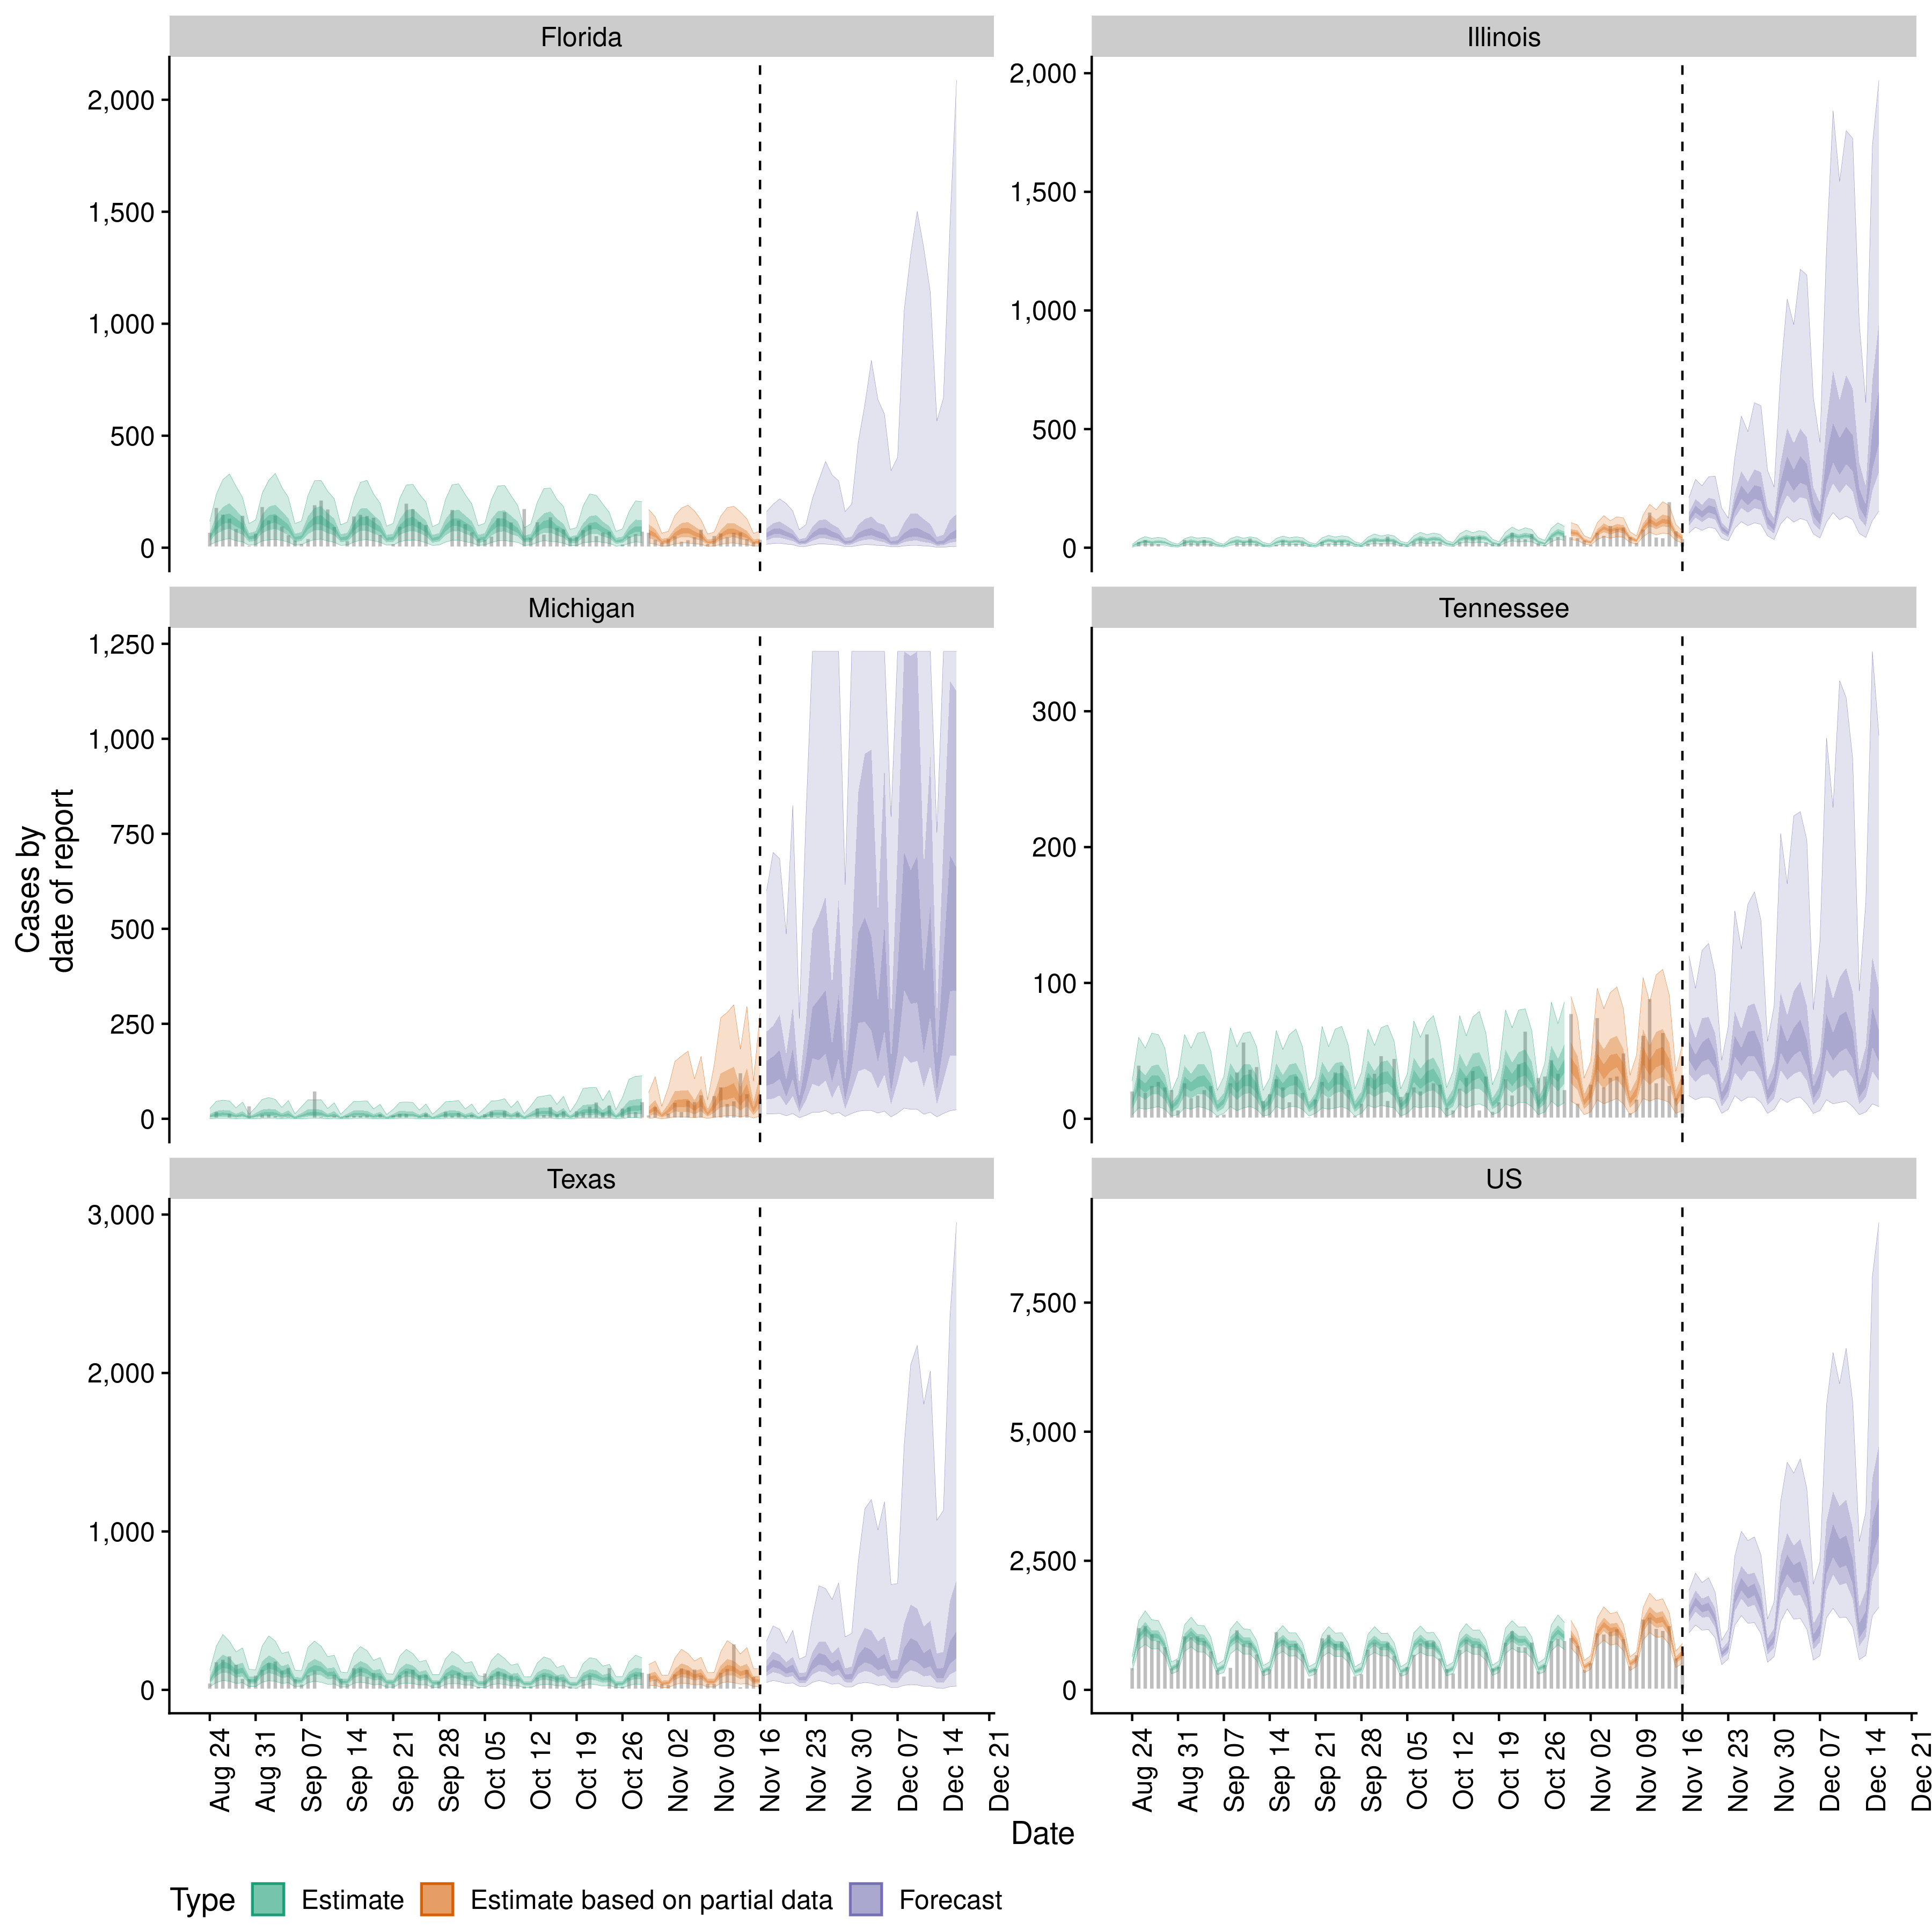 Florida
Illinois
2,000
1,500
1,000
500
0
2,000
1,500
1,000
500
0
Michigan
Tennessee
1,250
1,000
750
500
250
0
300
200
100
0
Cases by
date of report
Texas
US
3,000
2,000
1,000
0
7,500
5,000
2,500
0
Aug 24
Aug 31
Sep 07
Sep 14
Sep 21
Sep 28
Oct 05
Oct 12
Oct 19
Oct 26
Nov 02
Nov 09
Nov 16
Nov 23
Nov 30
Dec 07
Dec 14
Dec 21
Aug 24
Aug 31
Sep 07
Sep 14
Sep 21
Sep 28
Oct 05
Oct 12
Oct 19
Oct 26
Nov 02
Nov 09
Nov 16
Nov 23
Nov 30
Dec 07
Dec 14
Dec 21
Date
Type Estimate Estimate based on partial data Forecast